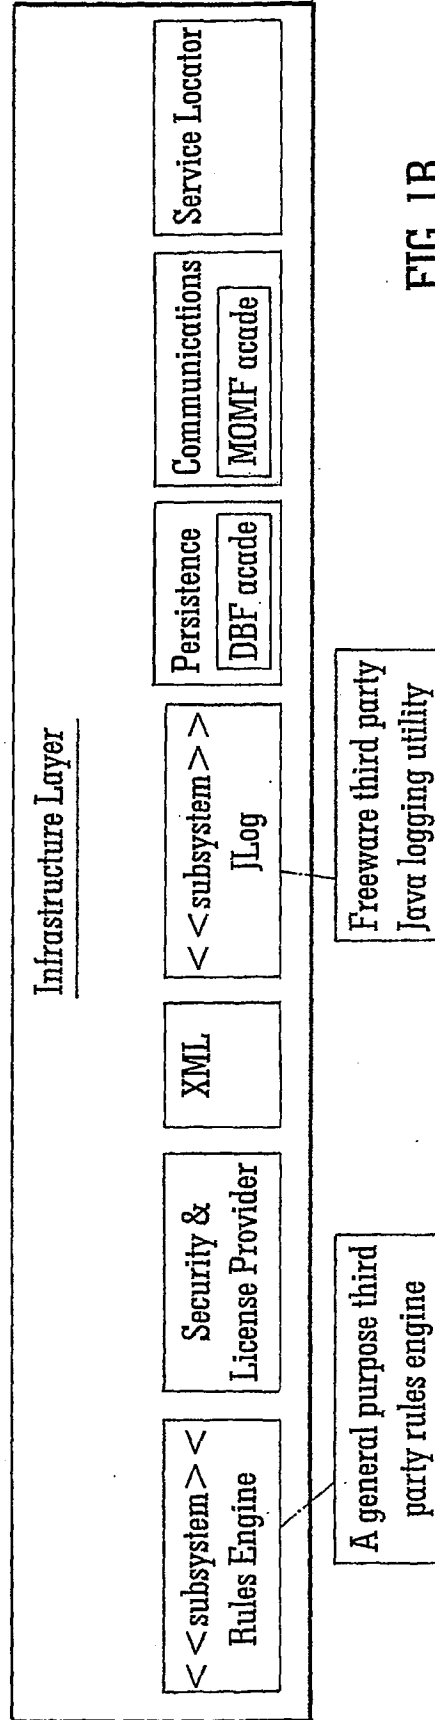 Infrastructure Layer
< <subsystem> <
Rules Engine
Security &
License Provider
XML
< <subsystem> >
JLog
Persistence
DBF acade
Communications
MOMF acade
Service Locator
A general purpose third
party rules engine
Freeware third party
Java logging utility
FIG. 1B